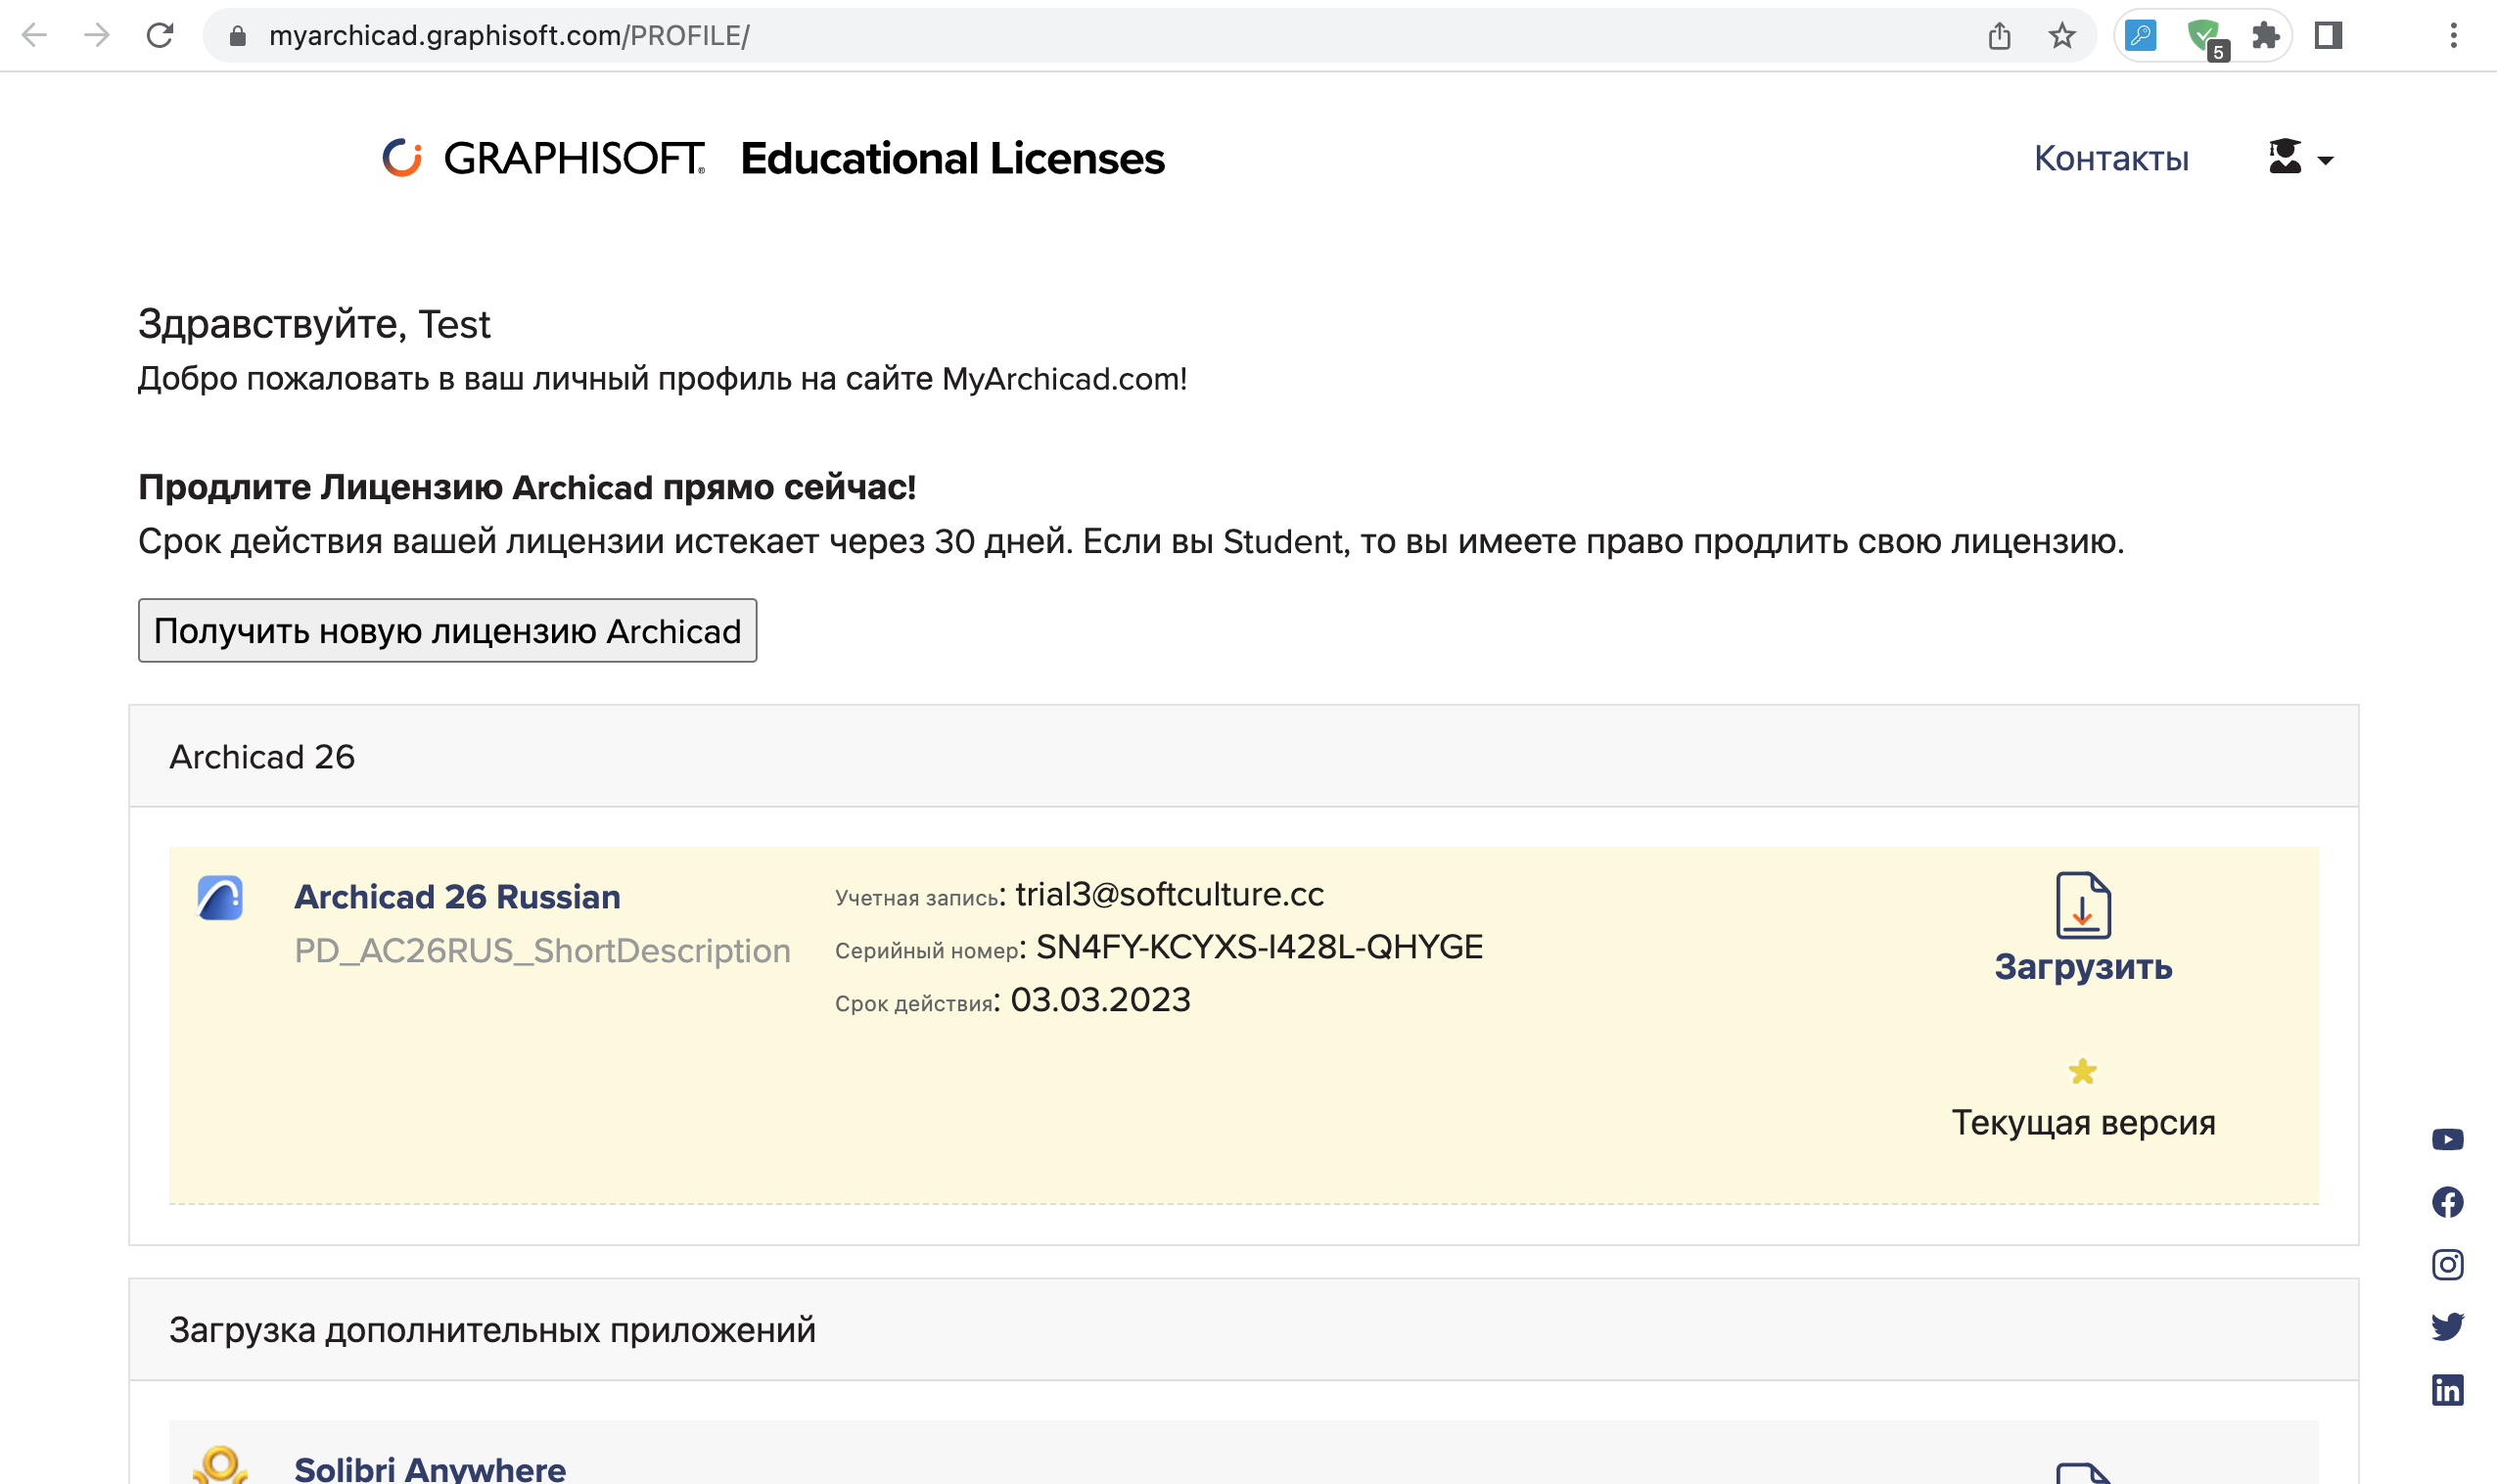 myarchicad.graphisoft.com/PROFILE/
5
GRAPHISOFT® Educational Licenses
Контакты
Здравствуйте, Test
Добро пожаловать в ваш личный профиль на сайте MyArchicad.com!
Продлите Лицензию Archicad прямо сейчас!
Срок действия вашей лицензии истекает через 30 дней. Если вы Student, то вы имеете право продлить свою лицензию.
Получить новую лицензию Archicad
Archicad 26
Archicad 26 Russian
PD_AC26RUS_ShortDescription
Учетная запись: trial3@softculture.cc
Серийный номер: SN4FY-KCYXS-I428L-QHYGE
Срок действия: 03.03.2023
Загрузить
Текущая версия
Загрузка дополнительных приложений
Solibri Anywhere